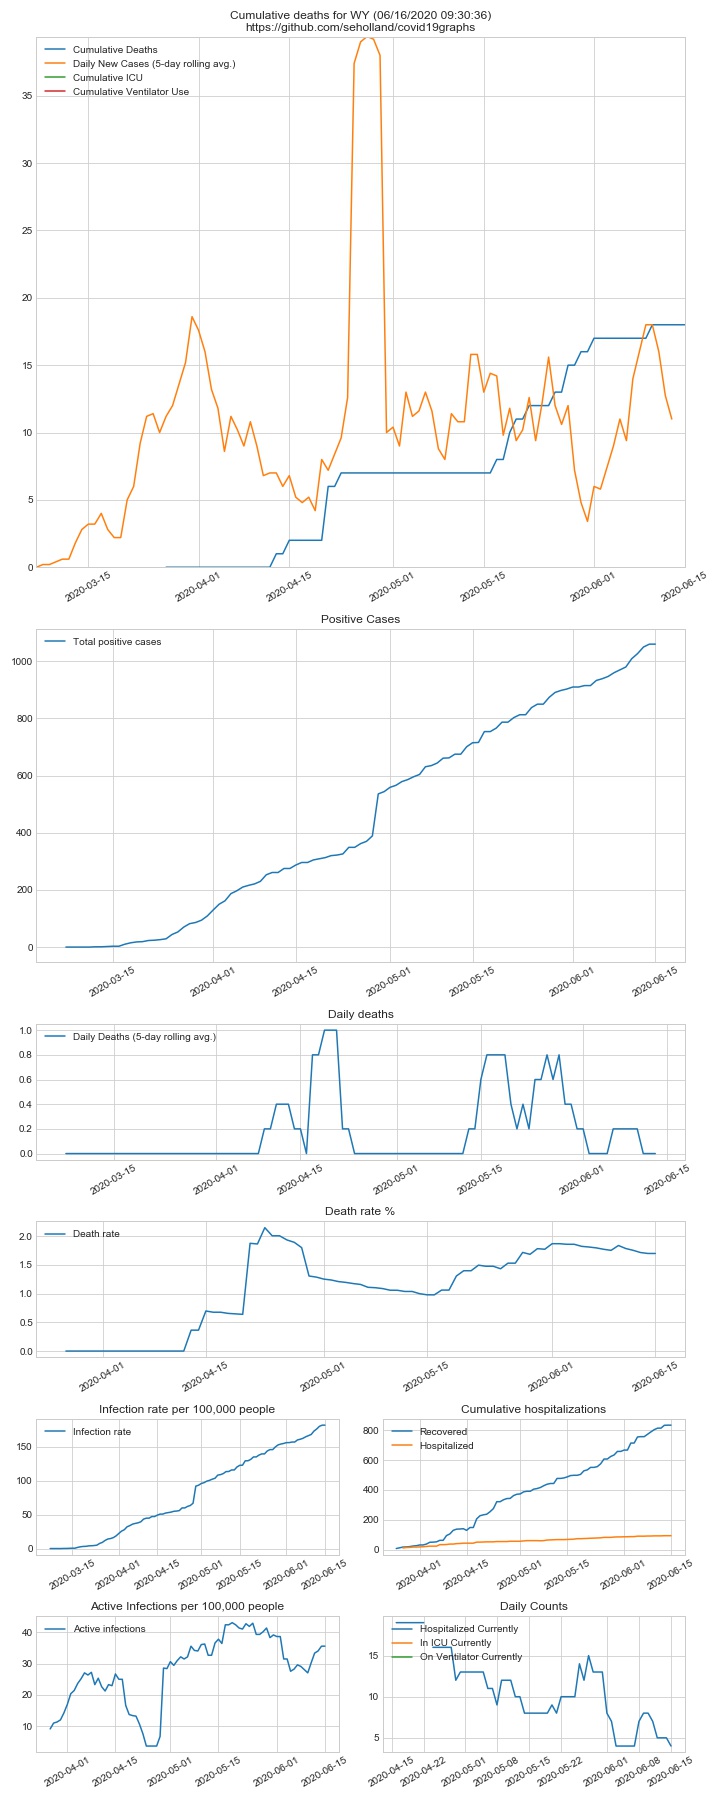 Cumulative deaths for WY (06/16/2020 09:30:36)
https://github.com/seholland/covid19graphs
Cumulative Deaths
Daily New Cases (5-day rolling avg.)
Cumulative ICU
Cumulative Ventilator Use
35
30
25
20
15
10
5
0
2020-03-15 2020-04-01 2020-04-15 2020-05-01 2020-05-15 2020-06-01 2020-06-15
Positive Cases
Total positive cases
1000
800
600
400
200
0
2020-03-15 2020-04-01 2020-04-15 2020-05-01 2020-05-15 2020-06-01 2020-06-15
Daily deaths
Daily Deaths (5-day rolling avg.)
1.0
0.8
0.6
0.4
0.2
0.0
2020-03-15 2020-04-01 2020-04-15 2020-05-01 2020-05-15 2020-06-01 2020-06-15
Death rate %
Death rate
2.0
1.5
1.0
0.5
0.0
2020-04-01 2020-04-15 2020-05-01 2020-05-15 2020-06-01 2020-06-15
Infection rate per 100,000 people
Infection rate
150
100
50
0
2020-03-15 2020-04-01 2020-04-15 2020-05-01 2020-05-15 2020-06-01 2020-06-15
Cumulative hospitalizations
Recovered
Hospitalized
800
600
400
200
0
2020-04-01 2020-04-15 2020-05-01 2020-05-15 2020-06-01 2020-06-15
Active Infections per 100,000 people
Active infections
40
30
20
10
2020-04-01 2020-04-15 2020-05-01 2020-05-15 2020-06-01 2020-06-15
Daily Counts
Hospitalized Currently
In ICU Currently
On Ventilator Currently
15
10
5
2020-04-15 2020-04-22 2020-05-01 2020-05-08 2020-05-15 2020-05-22 2020-06-01 2020-06-08 2020-06-15